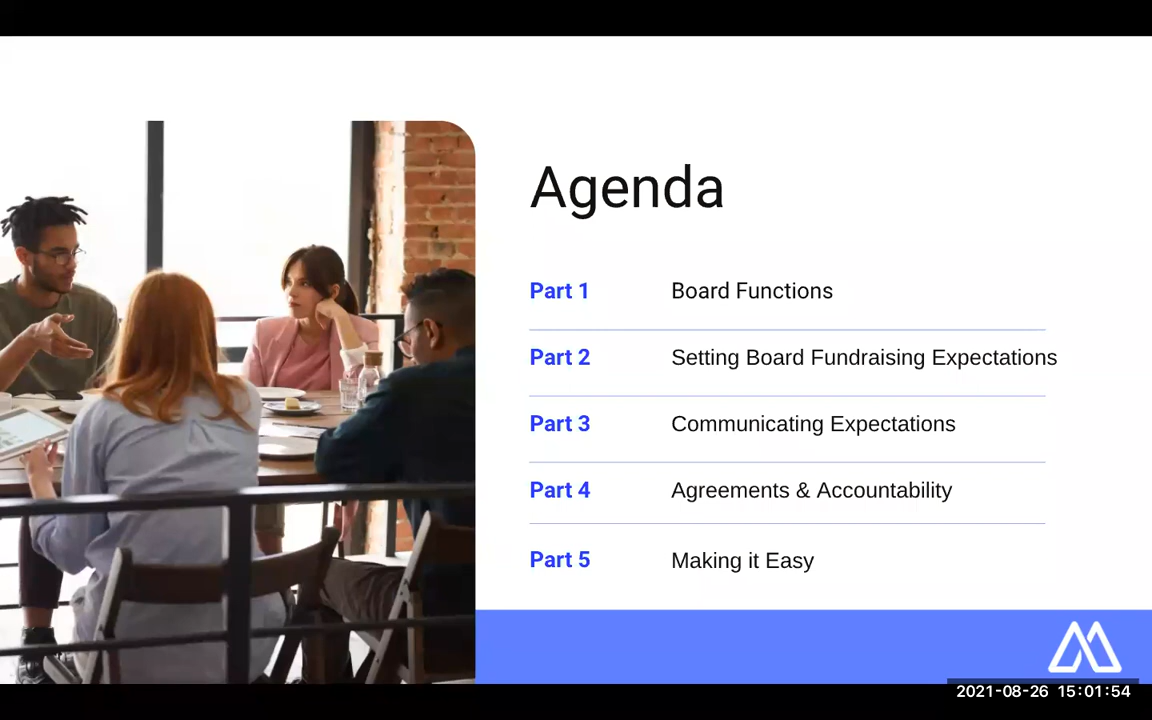 Agenda
Part 1 Board Functions
Part 2 Setting Board Fundraising Expectations
Part 3 Communicating Expectations
Part 4 Agreements & Accountability
Part 5 Making it Easy
2021-08-26 15:01:54